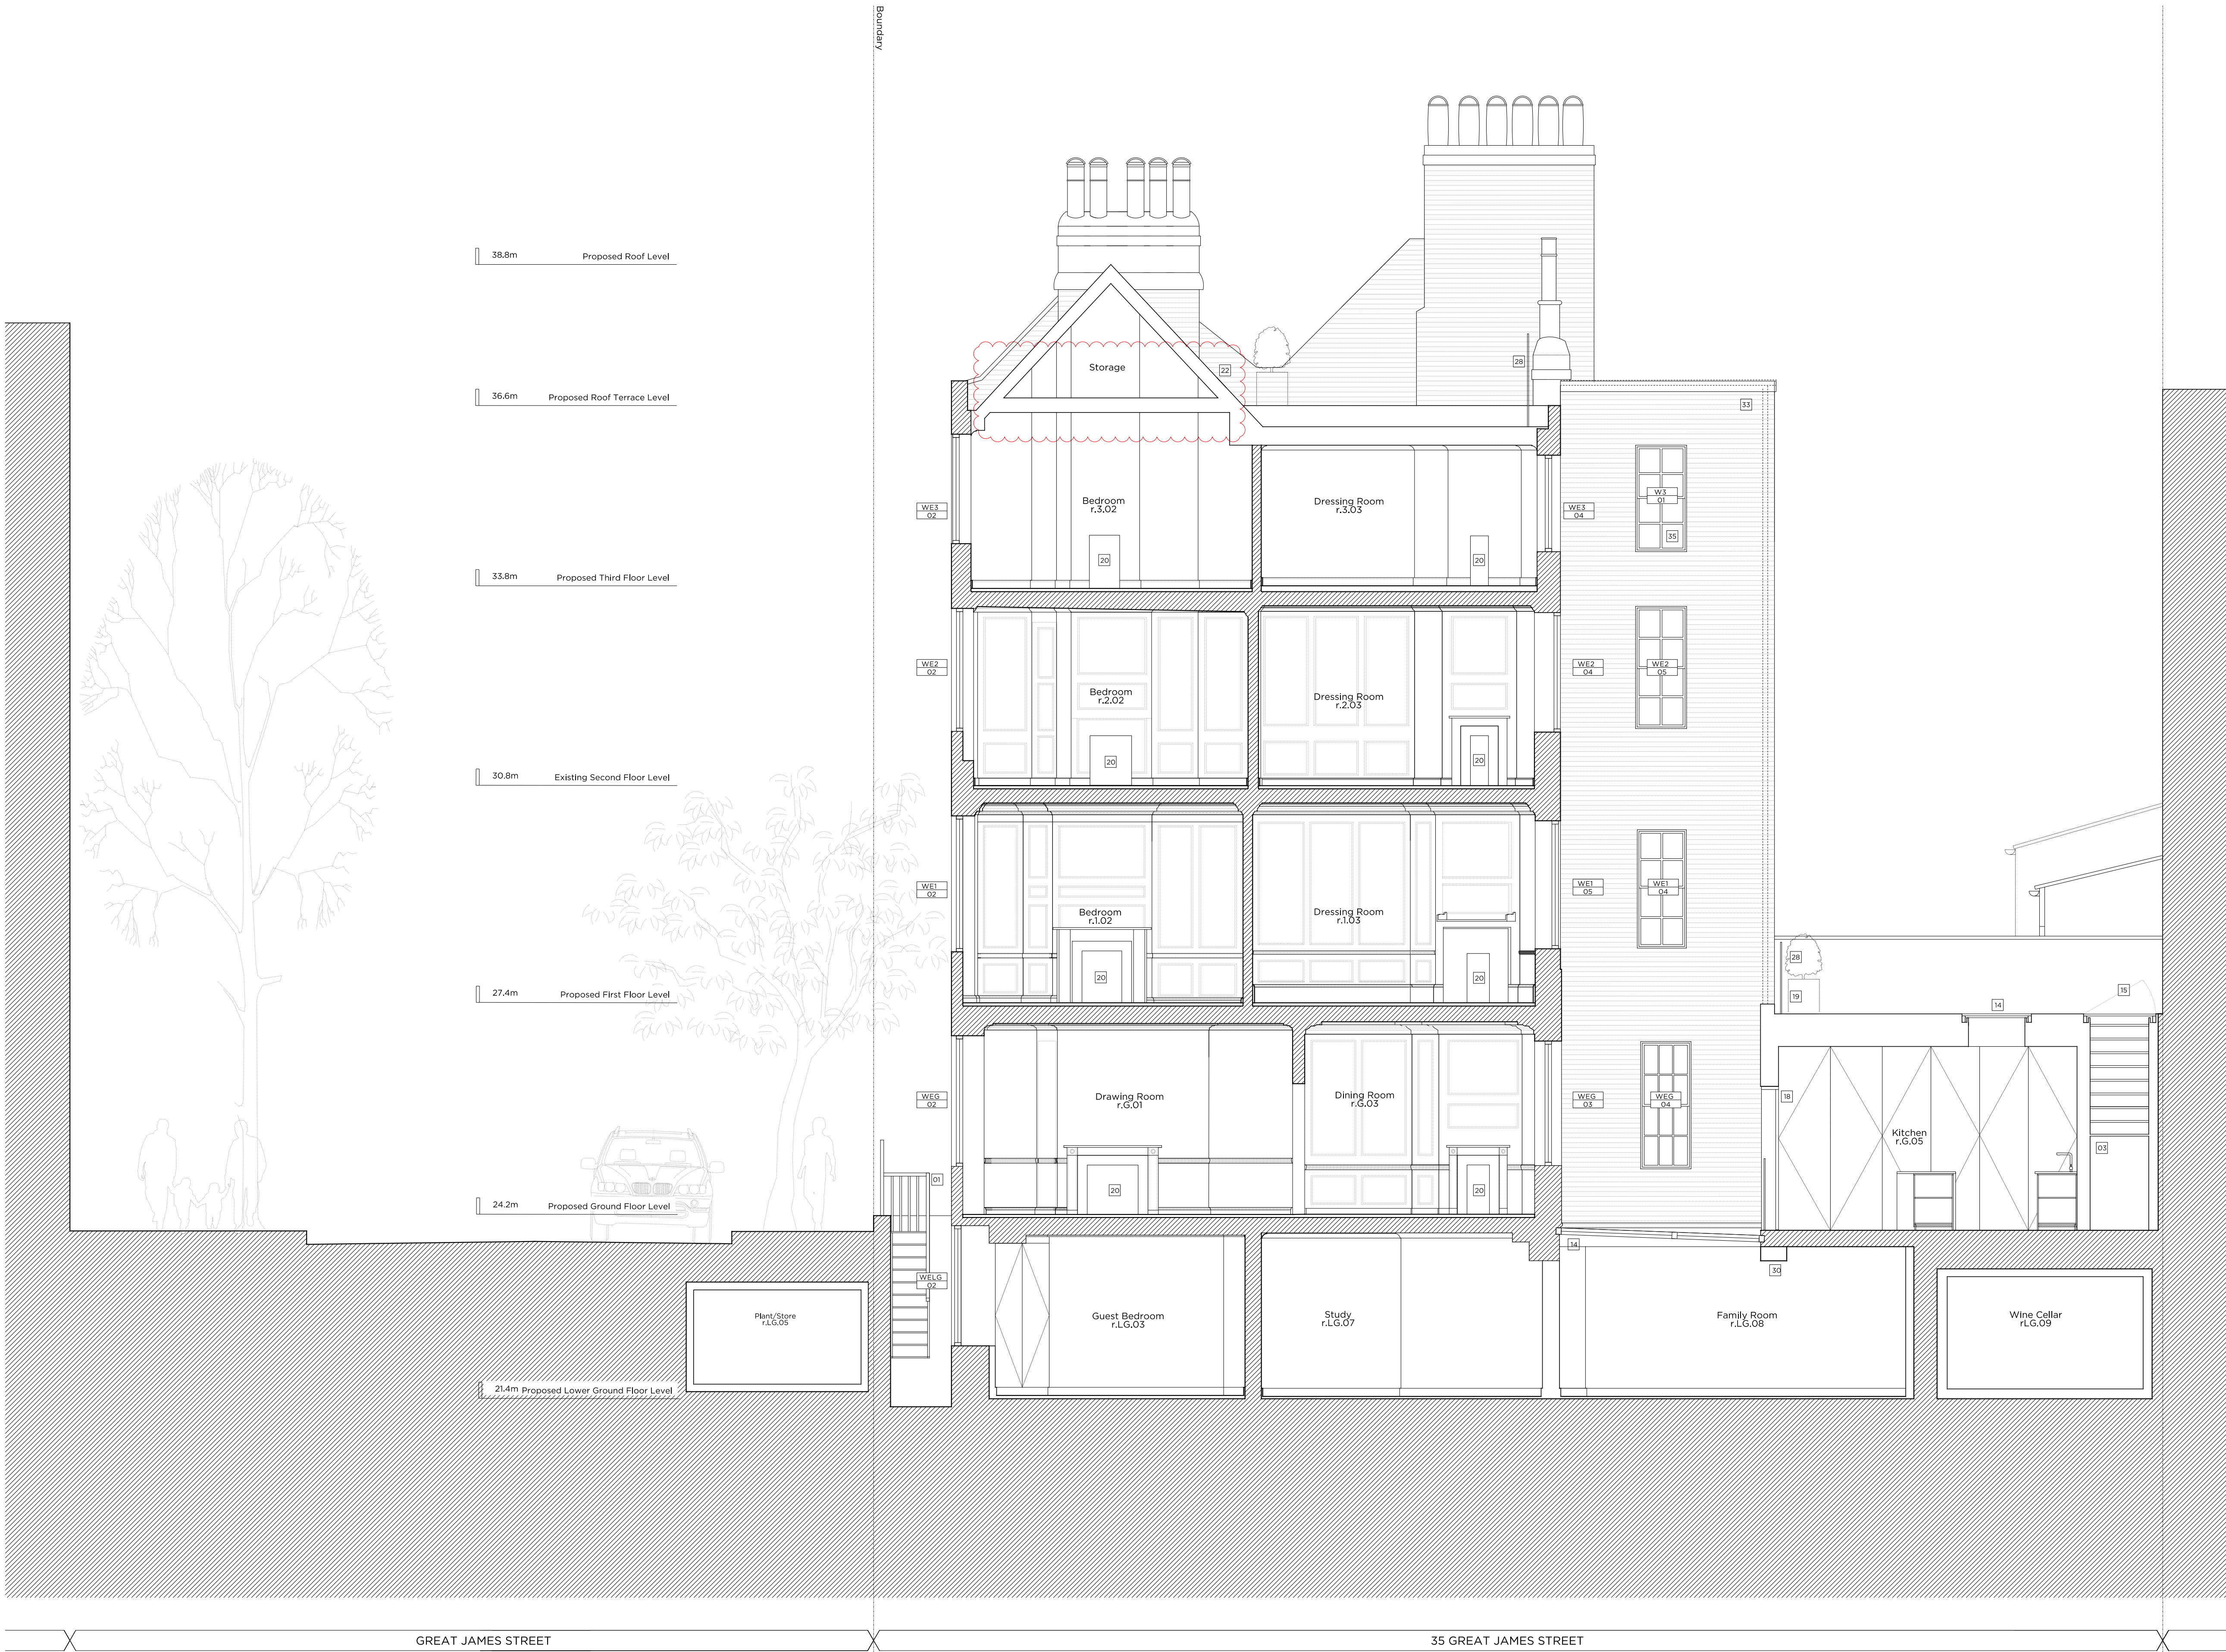 Boundary
38.8m Proposed Roof Level
Storage
28
22
36.6m Proposed Roof Terrace Level
33
W3
01
Bedroom
r.3.02
Dressing Room
r.3.03
WE3
02
WE3
04
35
20
20
33.8m Proposed Third Floor Level
WE2
02
WE2
04
WE2
05
Bedroom
r.2.02
Dressing Room
r.2.03
20
20
30.8m Existing Second Floor Level
WE1
02
WE1
05
WE1
04
Bedroom
r.1.02
Dressing Room
r.1.03
28
20
20
15
19
14
27.4m Proposed First Floor Level
WEG
02
Drawing Room
r.G.01
Dining Room
r.G.03
WEG
03
WEG
04
18
Kitchen
r.G.05
03
01
20
20
24.2m Proposed Ground Floor Level
14
30
WELG
02
Plant/Store
r.LG.05
Guest Bedroom
r.LG.03
Study
r.LG.07
Family Room
r.LG.08
Wine Cellar
rLG.09
21.4m Proposed Lower Ground Floor Level
GREAT JAMES STREET
35 GREAT JAMES STREET